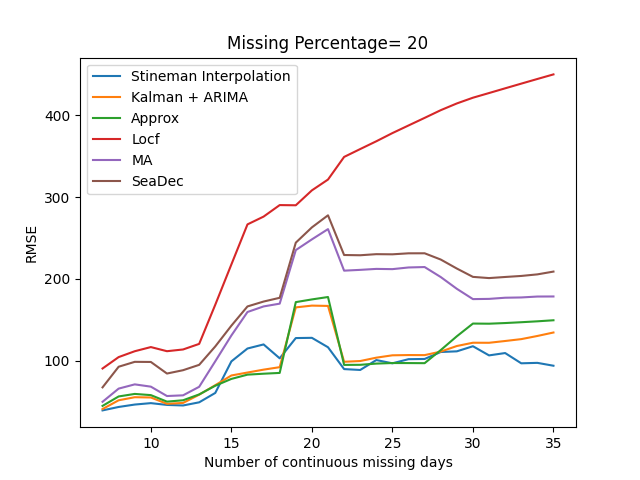 Missing Percentage= 20
Stineman Interpolation
Kalman + ARIMA
Approx
Locf
MA
SeaDec
RMSE
400
300
200
100
10 15 20 25 30 35
Number of continuous missing days